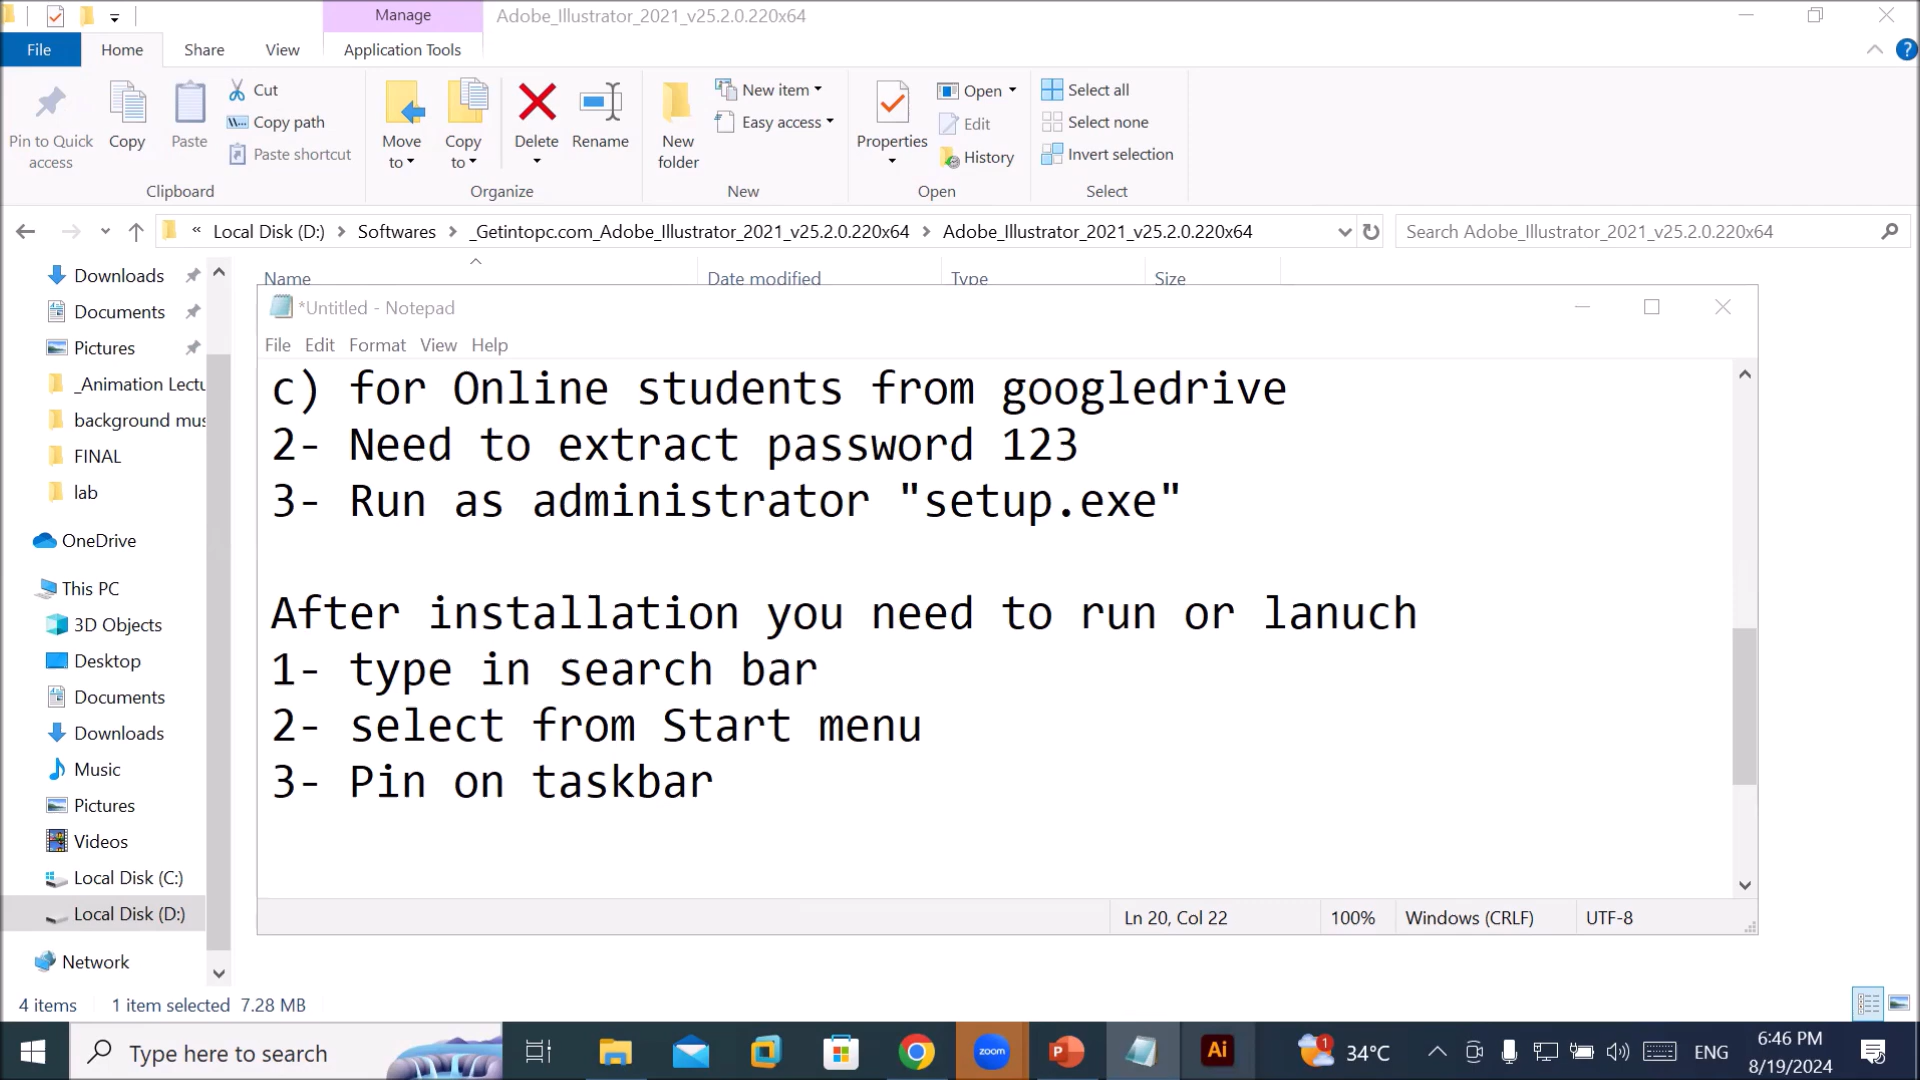 Manage
Adobe_Illustrator_2021_v25.2.0.220x64
File
Home
Share
View
Application Tools
Pin to Quick access
Copy
Paste
Cut
Copy path
Paste shortcut
Clipboard
Move to
Copy to
Delete
Rename
Organize
New folder
New item
Easy access
New
Properties
Open
Edit
History
Open
Select all
Select none
Invert selection
Select
« Local Disk (D:) > Softwares > _Getintopc.com_Adobe_Illustrator_2021_v25.2.0.220x64 > Adobe_Illustrator_2021_v25.2.0.220x64
Search Adobe_Illustrator_2021_v25.2.0.220x64
Name
Date modified
Type
Size
Downloads
Documents
Pictures
_Animation Lectu
background mus
FINAL
lab
OneDrive
This PC
3D Objects
Desktop
Documents
Downloads
Music
Pictures
Videos
Local Disk (C:)
Local Disk (D:)
Network
*Untitled - Notepad
File Edit Format View Help
c) for Online students from googledrive
2- Need to extract password 123
3- Run as administrator "setup.exe"
After installation you need to run or lanuch
1- type in search bar
2- select from Start menu
3- Pin on taskbar
Ln 20, Col 22
100%
Windows (CRLF)
UTF-8
4 items
1 item selected 7.28 MB
Type here to search
zoom
P
Ai
1
34°C
ENG
6:46 PM
8/19/2024